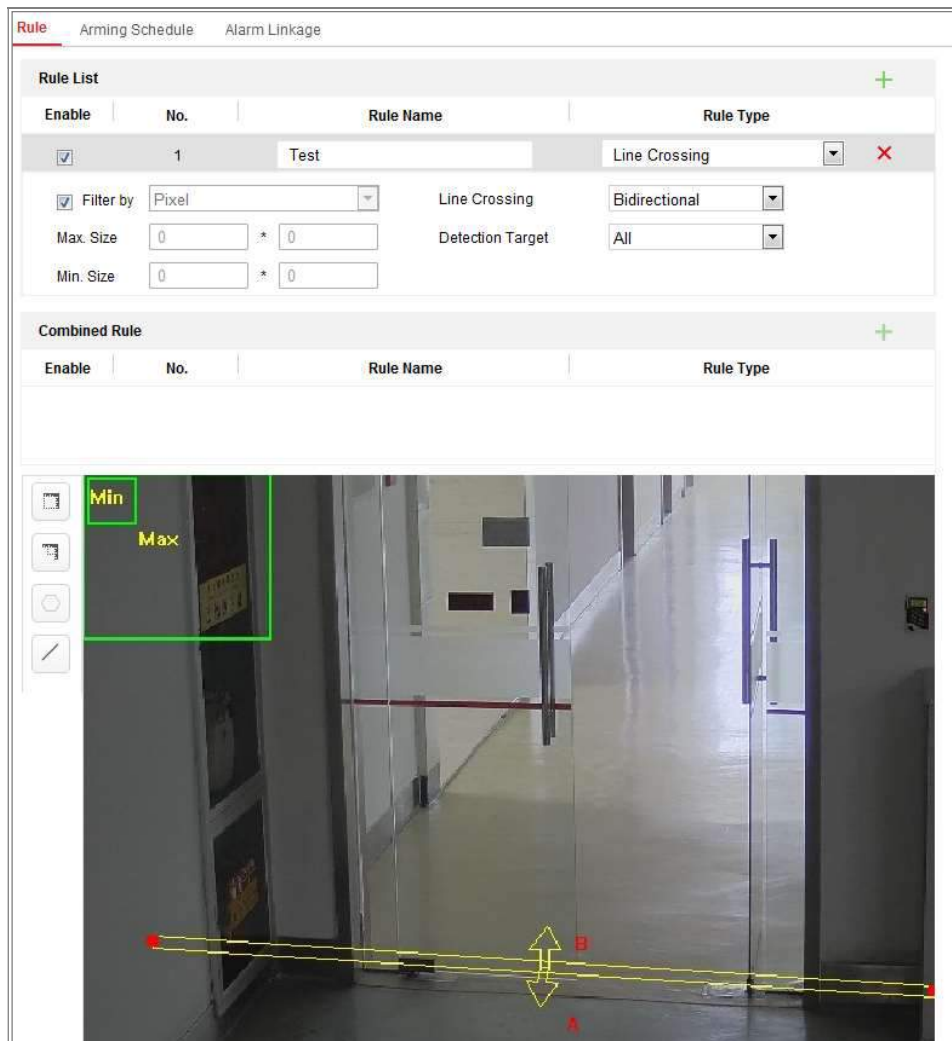 Rule Arming Schedule Alarm Linkage
Rule List
Enable No. Rule Name Rule Type
1 Test Line Crossing
Filter by Pixel Line Crossing Bidirectional
Max. Size 0 * 0 Detection Target All
Min. Size 0 * 0
Combined Rule
Enable No. Rule Name Rule Type
Min
Max
B
A